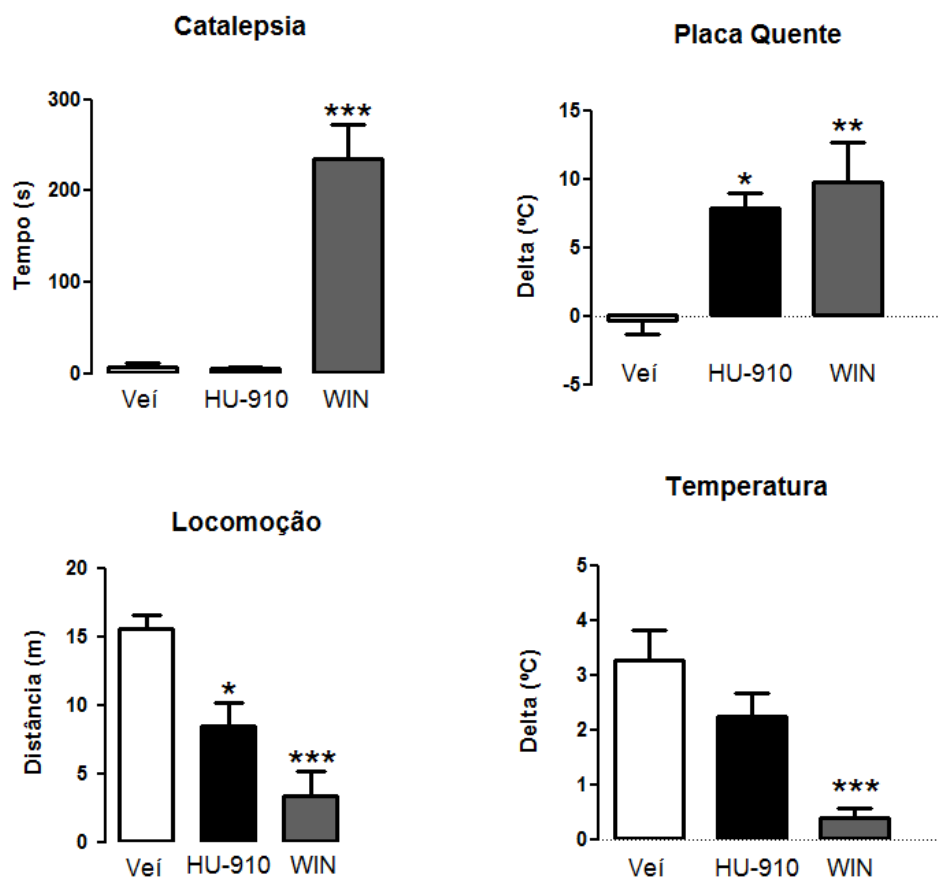 Catalepsia
Tempo (s)
300
200
100
0
***
Veí HU-910 WIN
Placa Quente
Delta (ºC)
15
10
5
0
-5
*
**
Veí HU-910 WIN
Locomoção
Distância (m)
20
15
10
5
0
*
***
Veí HU-910 WIN
Temperatura
Delta (ºC)
5
4
3
2
1
0
***
Veí HU-910 WIN